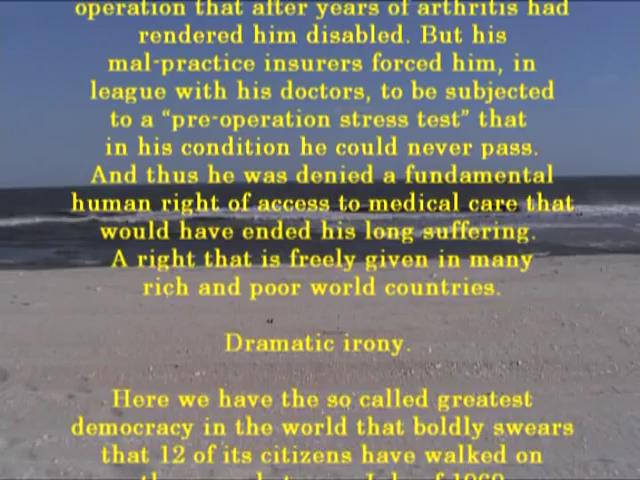 operation that after years of arthritis had
rendered him disabled. But his
mal-practice insurers forced him, in
league with his doctors, to be subjected
to a “pre-operation stress test” that
in his condition he could never pass.
And thus he was denied a fundamental
human right of access to medical care that
would have ended his long suffering.
A right that is freely given in many
rich and poor world countries.
Dramatic irony.
Here we have the so called greatest
democracy in the world that boldly swears
that 12 of its citizens have walked on